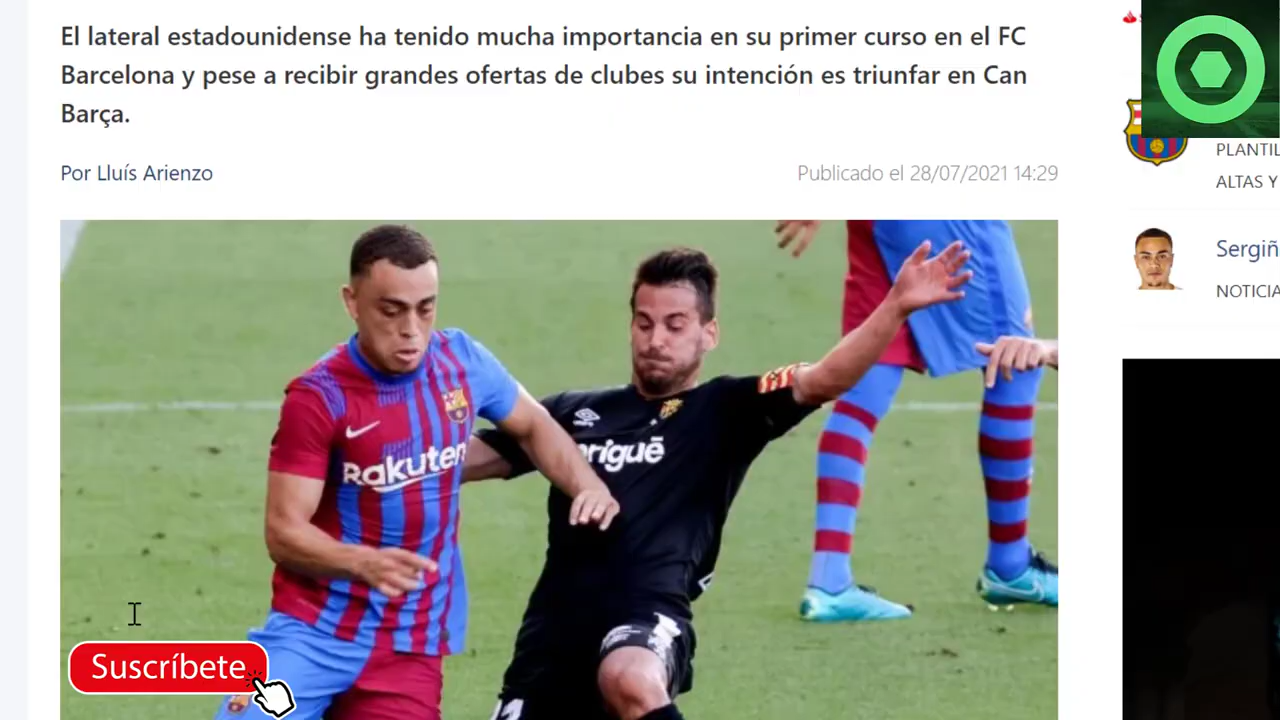 El lateral estadounidense ha tenido mucha importancia en su primer curso en el FC
Barcelona y pese a recibir grandes ofertas de clubes su intención es triunfar en Can
Barça.
Por Lluís Arienzo
Publicado el 28/07/2021 14:29
PLANTIL
ALTAS Y
Sergiñ
NOTICIA
Rakuten
rigué
Suscríbete